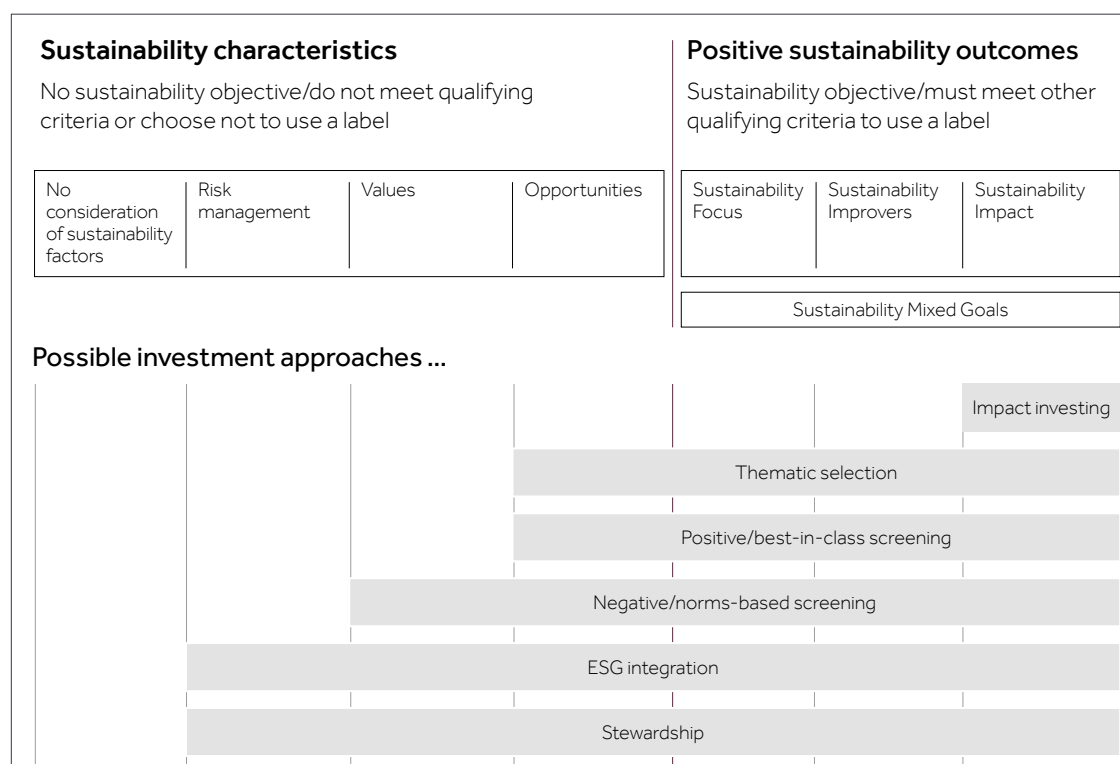 Sustainability characteristics
No sustainability objective/do not meet qualifying
criteria or choose not to use a label
Positive sustainability outcomes
Sustainability objective/must meet other
qualifying criteria to use a label
No
consideration
of sustainability
factors
Risk
management
Values
Opportunities
Sustainability
Focus
Sustainability
Improvers
Sustainability
Impact
Sustainability Mixed Goals
Possible investment approaches ...
Impact investing
Thematic selection
Positive/best-in-class screening
Negative/norms-based screening
ESG integration
Stewardship